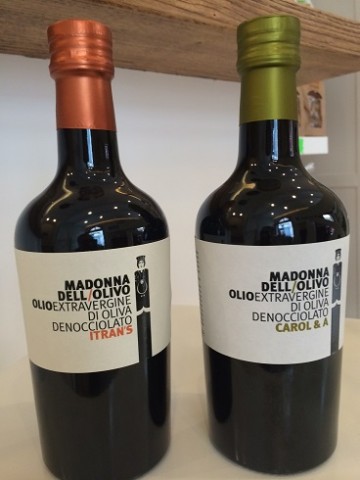 MADONNA
DELL/OLIVO
OLIOEXTRAVERGINE
DI OLIVA
DENOCCIOLATO
ITRAN'S
MADONNA
DELL/OLIVO
OLIOEXTRAVERGINE
DI OLIVA
DENOCCIOLATO
CAROL & A